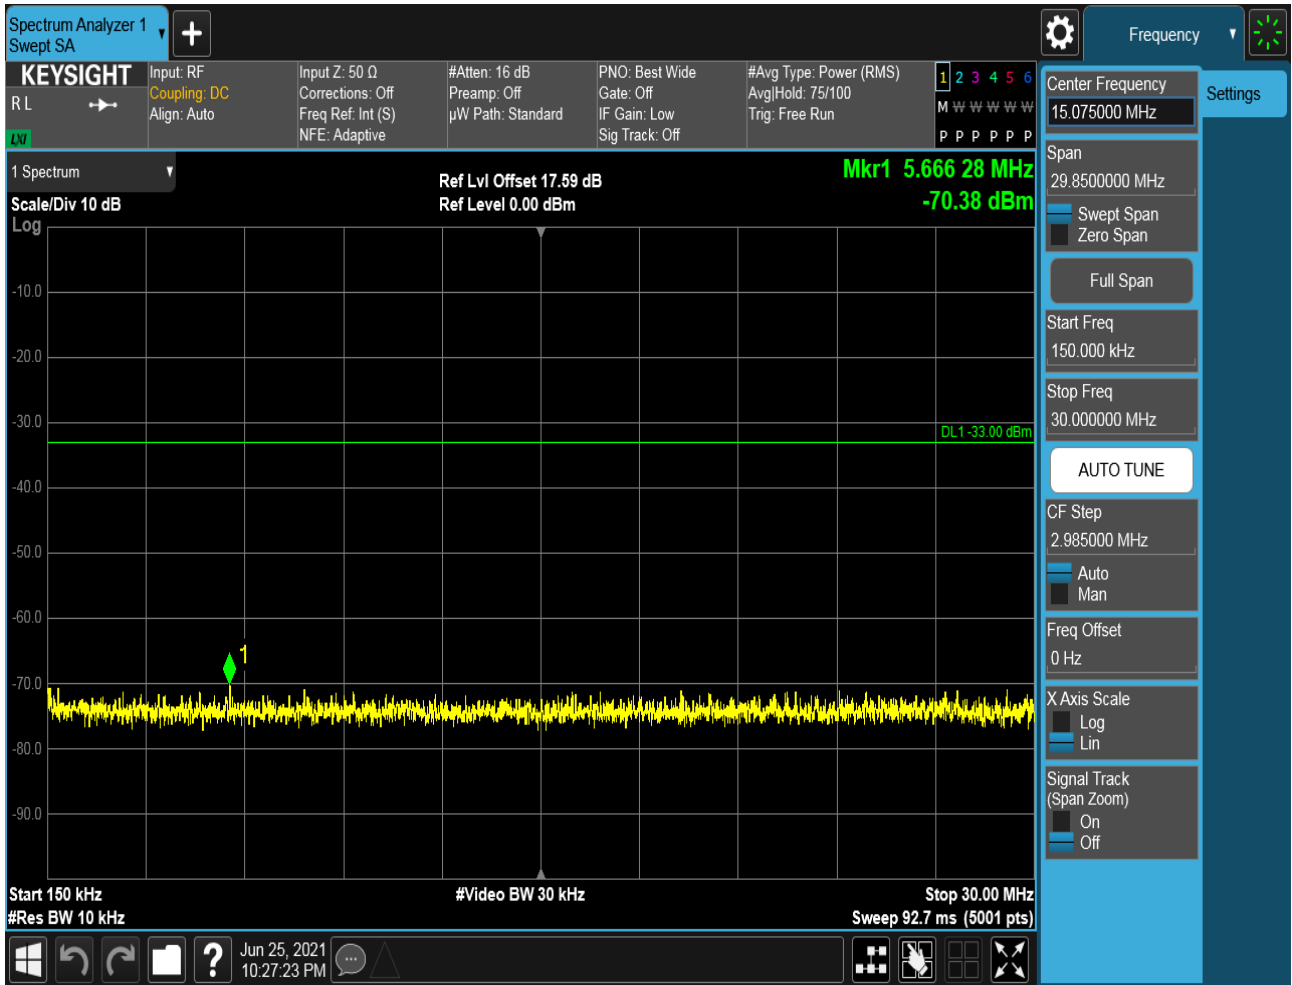 Spectrum Analyzer 1
Swept SA
Frequency
KEYSIGHT
R L
LXI
Input: RF
Coupling: DC
Align: Auto
Input Z: 50 Ω
Corrections: Off
Freq Ref: Int (S)
NFE: Adaptive
#Atten: 16 dB
Preamp: Off
µW Path: Standard
PNO: Best Wide
Gate: Off
IF Gain: Low
Sig Track: Off
#Avg Type: Power (RMS)
Avg|Hold: 75/100
Trig: Free Run
1 2 3 4 5 6
M W W W W W
P P P P P P
1 Spectrum
Scale/Div 10 dB
Log
Ref Lvl Offset 17.59 dB
Ref Level 0.00 dBm
Mkr1 5.666 28 MHz
-70.38 dBm
-10.0
-20.0
-30.0
DL1 -33.00 dBm
-40.0
-50.0
-60.0
1
-70.0
-80.0
-90.0
Start 150 kHz
#Res BW 10 kHz
#Video BW 30 kHz
Stop 30.00 MHz
Sweep 92.7 ms (5001 pts)
Center Frequency
15.075000 MHz
Settings
Span
29.8500000 MHz
Swept Span
Zero Span
Full Span
Start Freq
150.000 kHz
Stop Freq
30.000000 MHz
AUTO TUNE
CF Step
2.985000 MHz
Auto
Man
Freq Offset
0 Hz
X Axis Scale
Log
Lin
Signal Track
(Span Zoom)
On
Off
?
Jun 25, 2021
10:27:23 PM